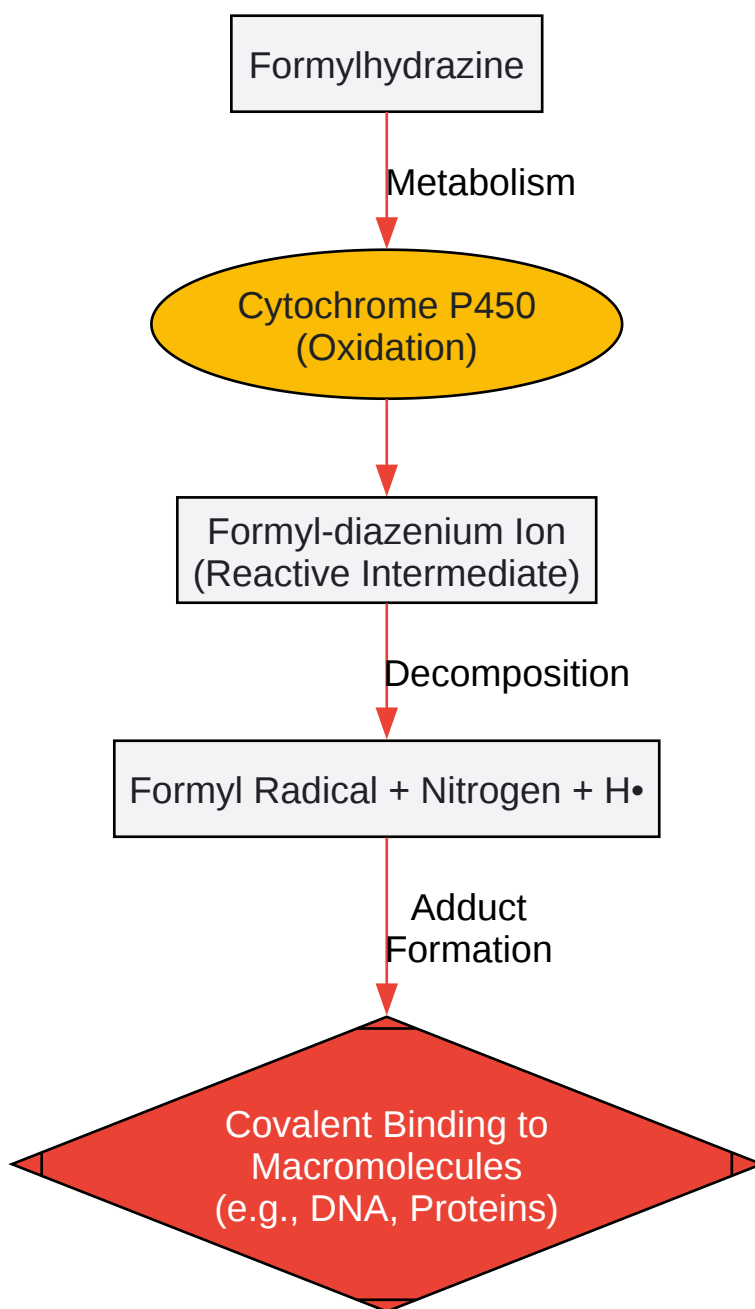 Formylhydrazine
Metabolism
Cytochrome P450
(Oxidation)
Formyl-diazenium Ion
(Reactive Intermediate)
Decomposition
Formyl Radical + Nitrogen + H•
Adduct
Formation
Covalent Binding to
Macromolecules
(e.g., DNA, Proteins)